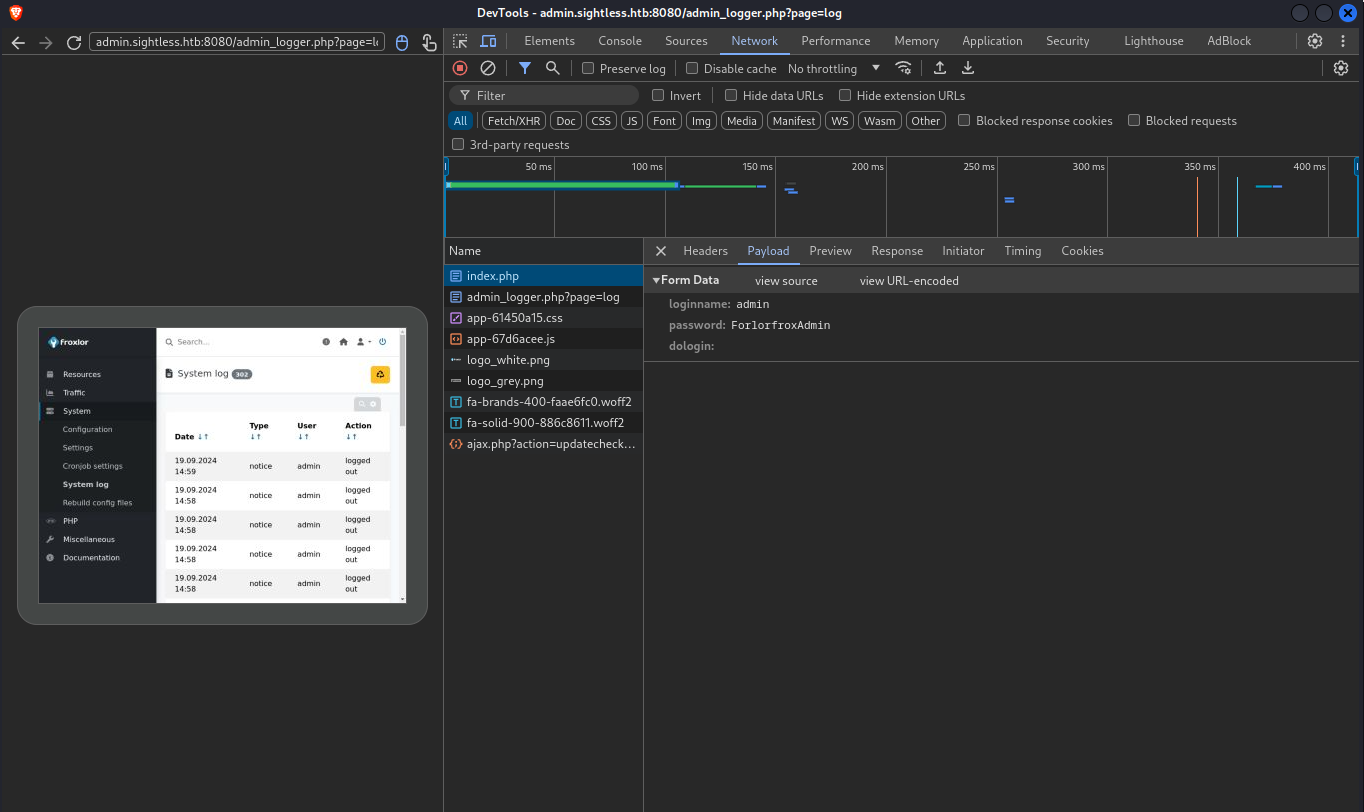 DevTools - admin.sightless.htb:8080/admin_logger.php?page=log
admin.sightless.htb:8080/admin_logger.php?page=l
Elements Console Sources Network Performance Memory Application Security Lighthouse AdBlock
Preserve log Disable cache No throttling
Filter Invert Hide data URLs Hide extension URLs
All Fetch/XHR Doc CSS JS Font Img Media Manifest WS Wasm Other Blocked response cookies Blocked requests
3rd-party requests
50 ms 100 ms 150 ms 200 ms 250 ms 300 ms 350 ms 400 ms
Name Headers Payload Preview Response Initiator Timing Cookies
index.php
admin_logger.php?page=log
app-61450a15.css
app-67d6acee.js
logo_white.png
logo_grey.png
fa-brands-400-faae6fc0.woff2
fa-solid-900-886c8611.woff2
ajax.php?action=updatecheck...
Form Data view source view URL-encoded
loginname: admin
password: ForlorfroxAdmin
dologin:
froxlor
Resources
Traffic
System
Configuration
Settings
Cronjob settings
System log
Rebuild config files
PHP
Miscellaneous
Documentation
Search...
System log 302
Date Type User Action
19.09.2024 14:59 notice admin logged out
19.09.2024 14:58 notice admin logged out
19.09.2024 14:58 notice admin logged out
19.09.2024 14:58 notice admin logged out
19.09.2024 14:58 notice admin logged out